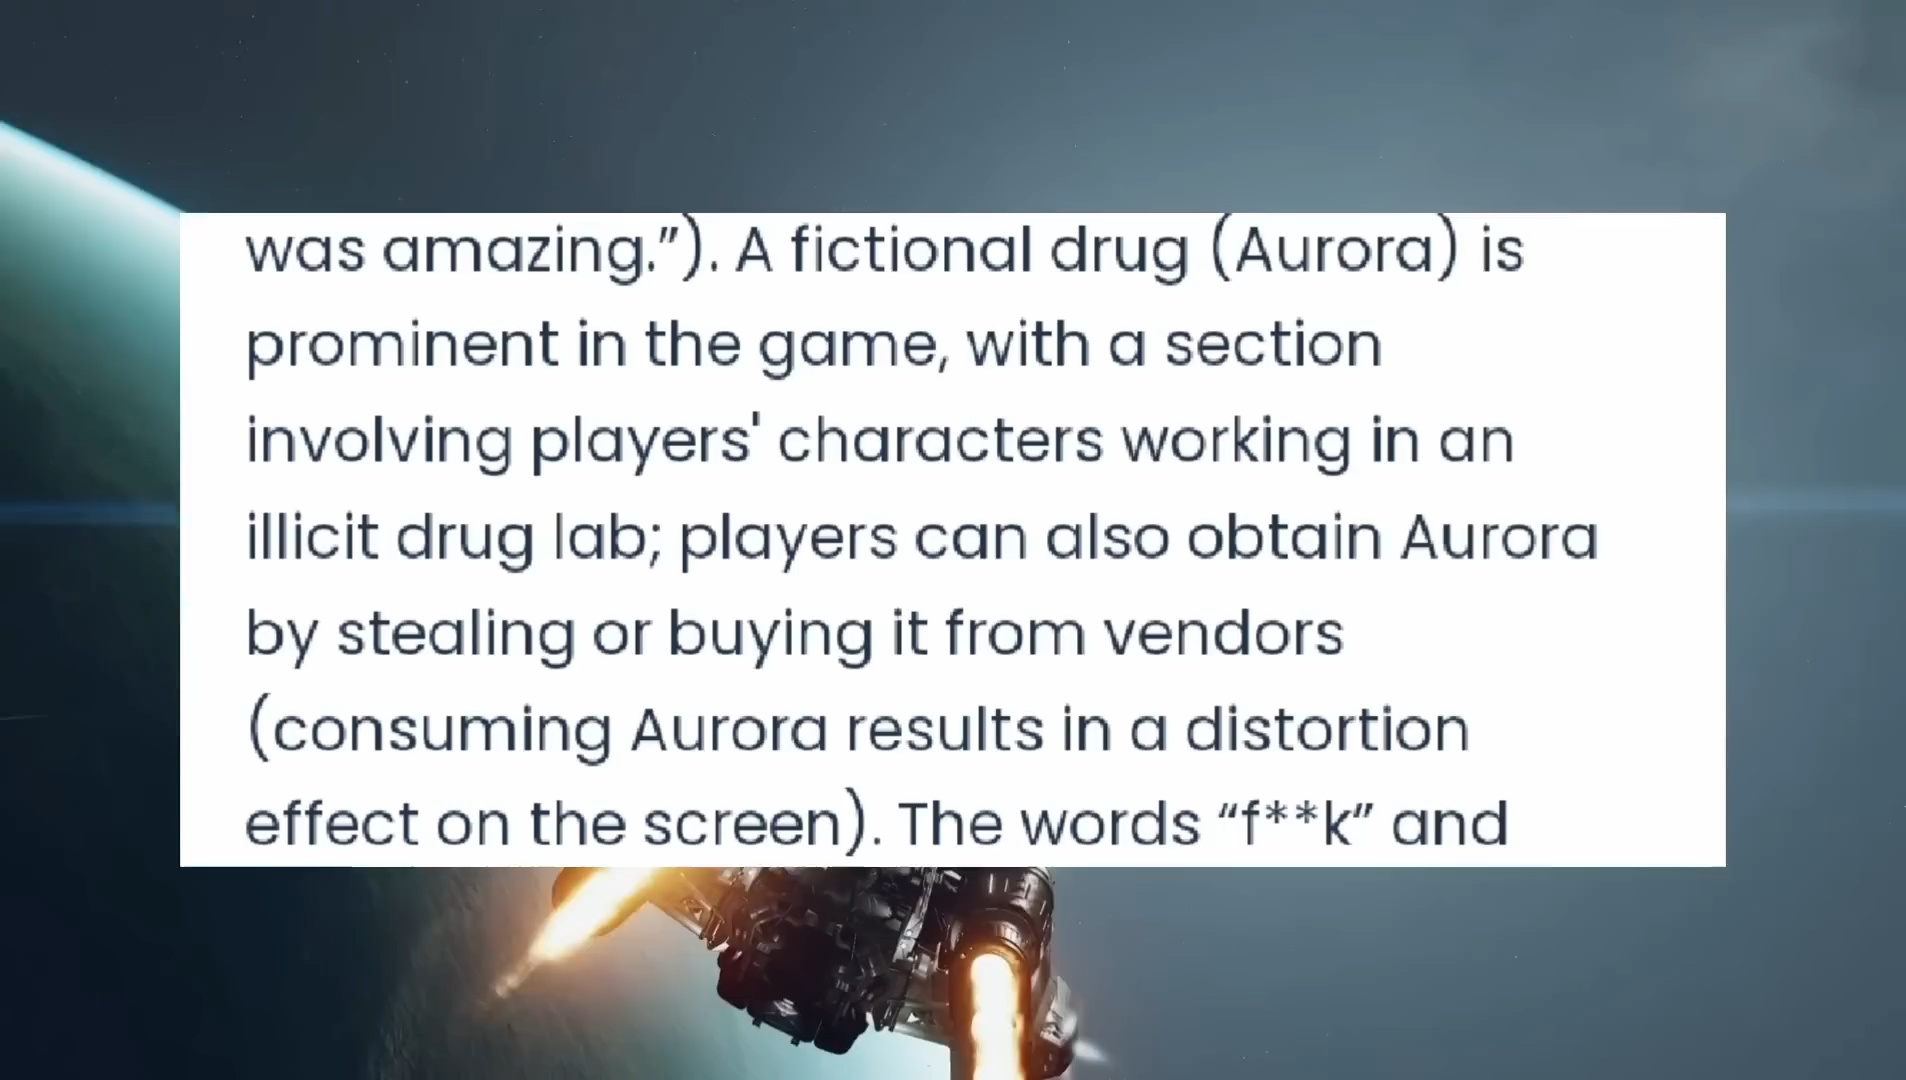 was amazing.”). A fictional drug (Aurora) is
prominent in the game, with a section
involving players' characters working in an
illicit drug lab; players can also obtain Aurora
by stealing or buying it from vendors
(consuming Aurora results in a distortion
effect on the screen). The words “f**k” and